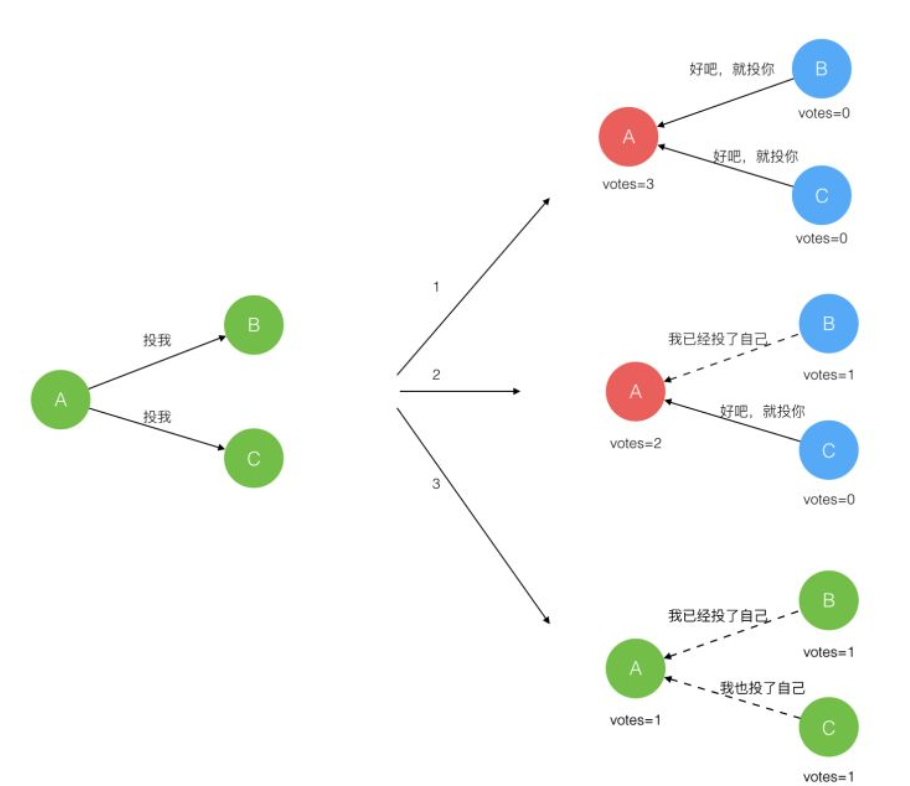 A
投我
B
投我
C
1
2
3
好吧，就投你
B
votes=0
A
votes=3
好吧，就投你
C
votes=0
我已经投了自己
B
votes=1
A
votes=2
好吧，就投你
C
votes=0
我已经投了自己
B
votes=1
A
votes=1
我也投了自己
C
votes=1